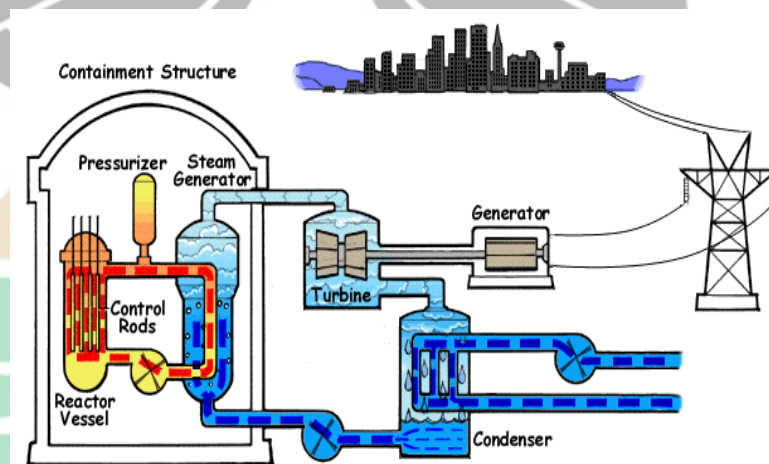 Containment Structure
Pressurizer
Steam
Generator
Generator
Turbine
Control
Rods
Reactor
Vessel
Condenser